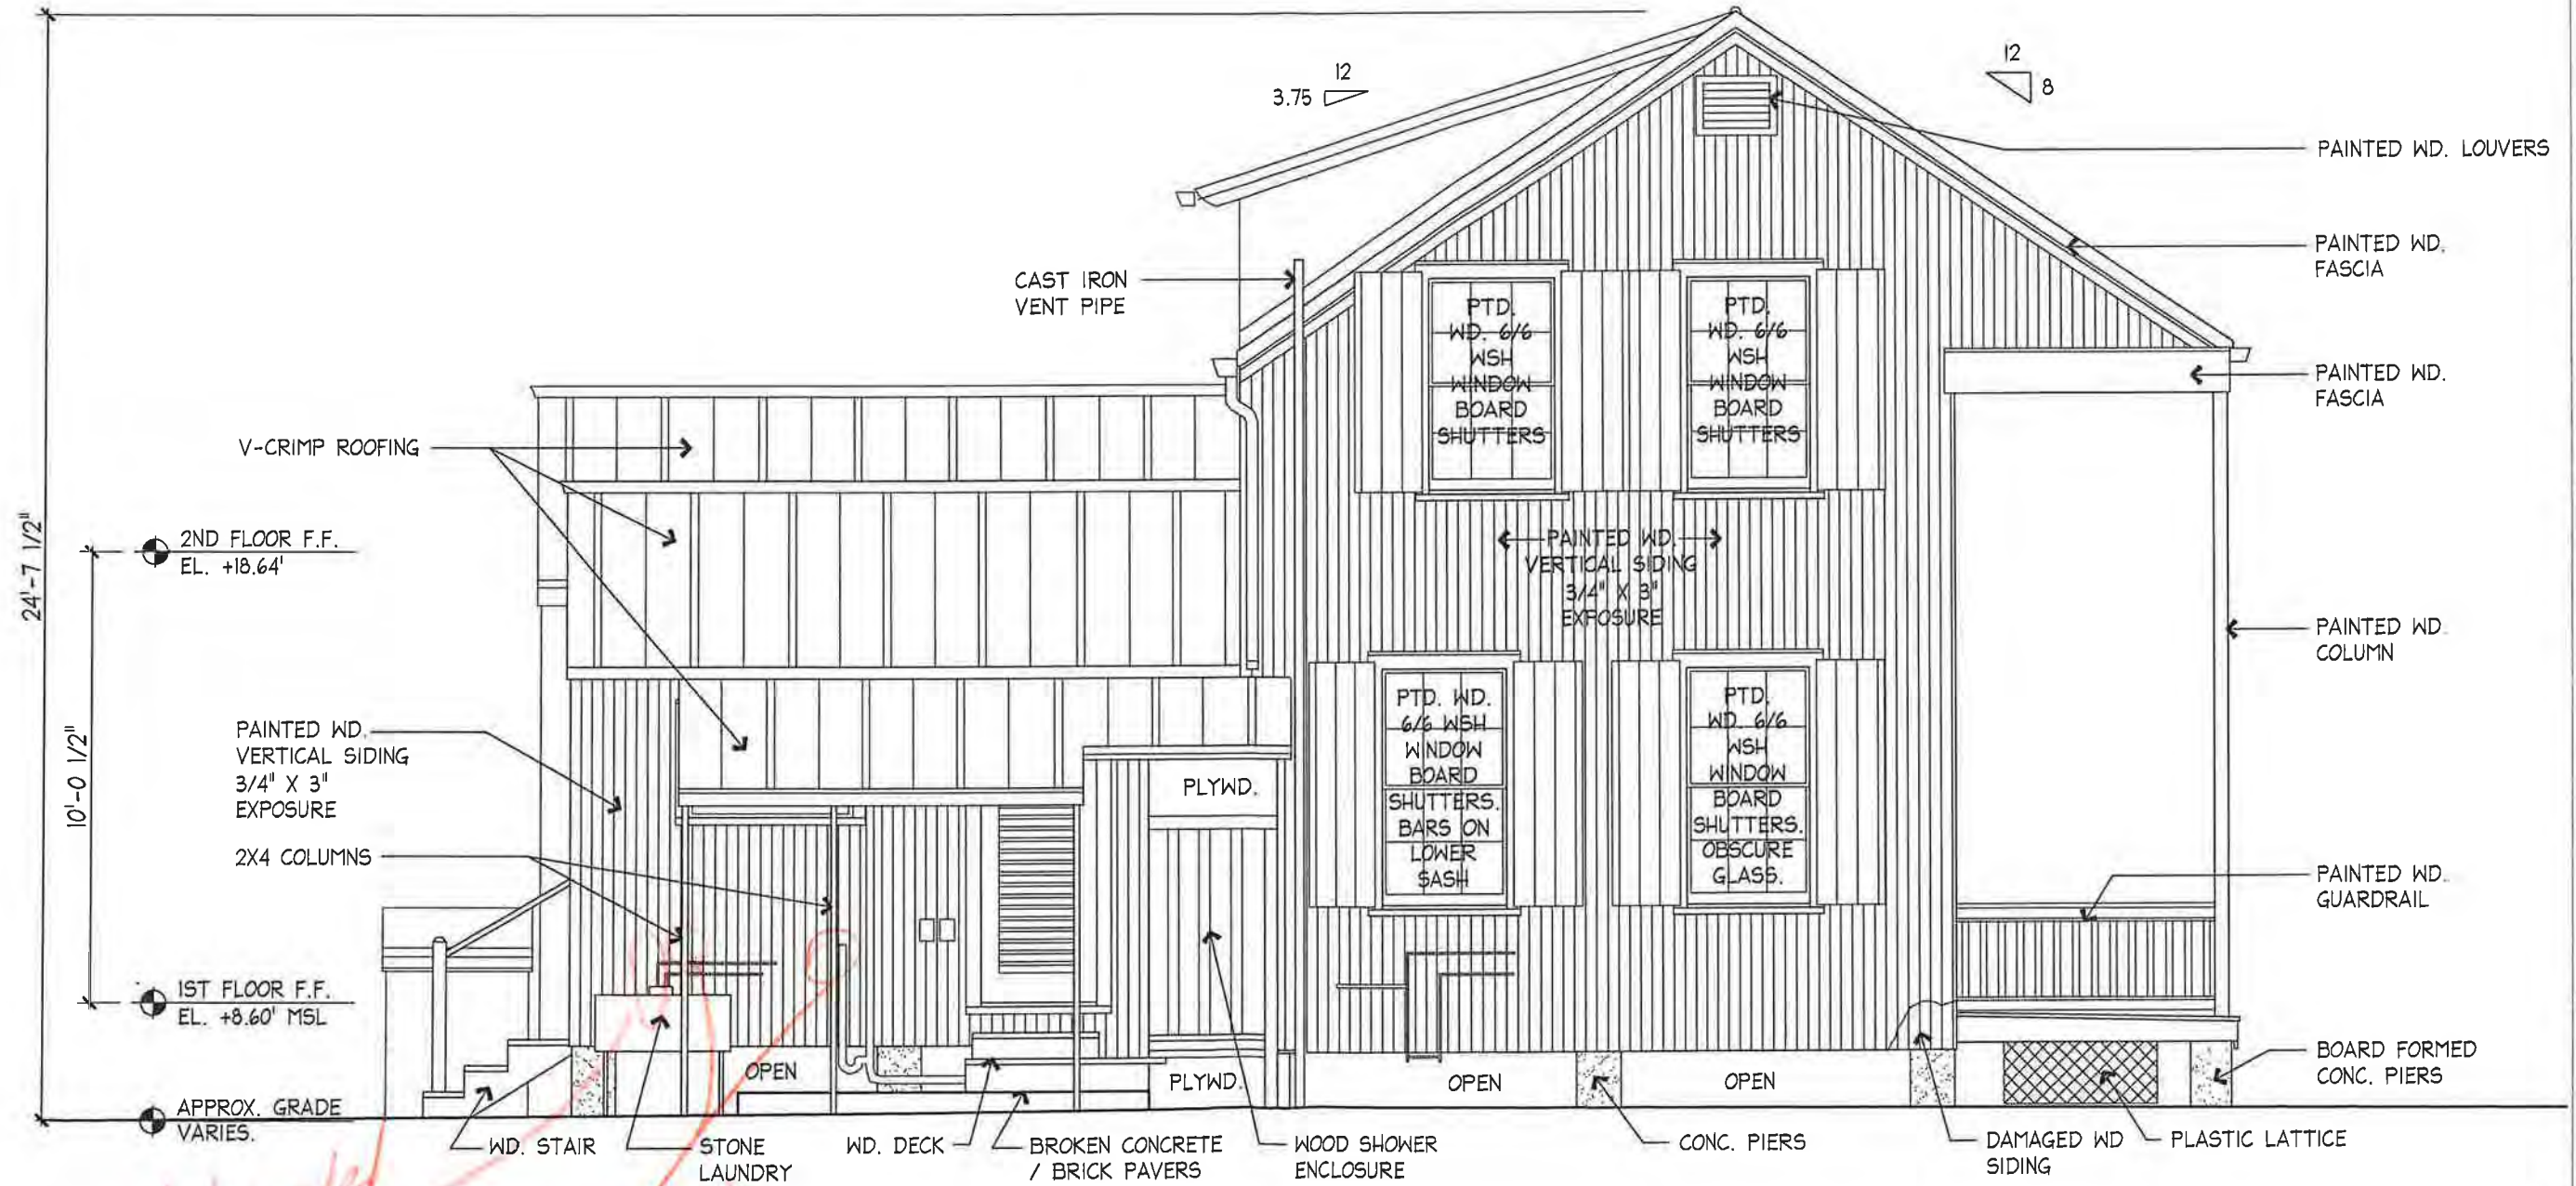 12
3.75
12
8
PAINTED WD. LOUVERS
PAINTED WD.
FASCIA
CAST IRON
VENT PIPE
PTD.
WD. 6/6
WSH
WINDOW
BOARD
SHUTTERS
PTD.
WD. 6/6
WSH
WINDOW
BOARD
SHUTTERS
PAINTED WD.
FASCIA
V-CRIMP ROOFING
24'-7 1/2"
2ND FLOOR F.F.
EL. +18.64'
PAINTED WD.
VERTICAL SIDING
3/4" X 3"
EXPOSURE
PAINTED WD.
COLUMN
10'-0 1/2"
PAINTED WD.
VERTICAL SIDING
3/4" X 3"
EXPOSURE
PTD. WD.
6/6 WSH
WINDOW
BOARD
SHUTTERS.
BARS ON
LOWER
SASH
PTD.
WD. 6/6
WSH
WINDOW
BOARD
SHUTTERS.
OBSCURE
GLASS.
PLYWD.
2X4 COLUMNS
PAINTED WD.
GUARDRAIL
1ST FLOOR F.F.
EL. +8.60' MSL
OPEN
PLYWD.
OPEN
OPEN
BOARD FORMED
CONC. PIERS
APPROX. GRADE
VARIES.
WD. STAIR
STONE
LAUNDRY
WD. DECK
BROKEN CONCRETE
/ BRICK PAVERS
WOOD SHOWER
ENCLOSURE
CONC. PIERS
DAMAGED WD
SIDING
PLASTIC LATTICE